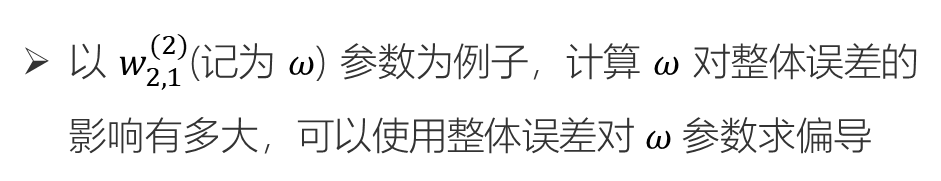 ➢ 以 $w_{2,1}^{(2)}$(记为 ω) 参数为例子，计算 ω 对整体误差的
影响有多大，可以使用整体误差对 ω 参数求偏导